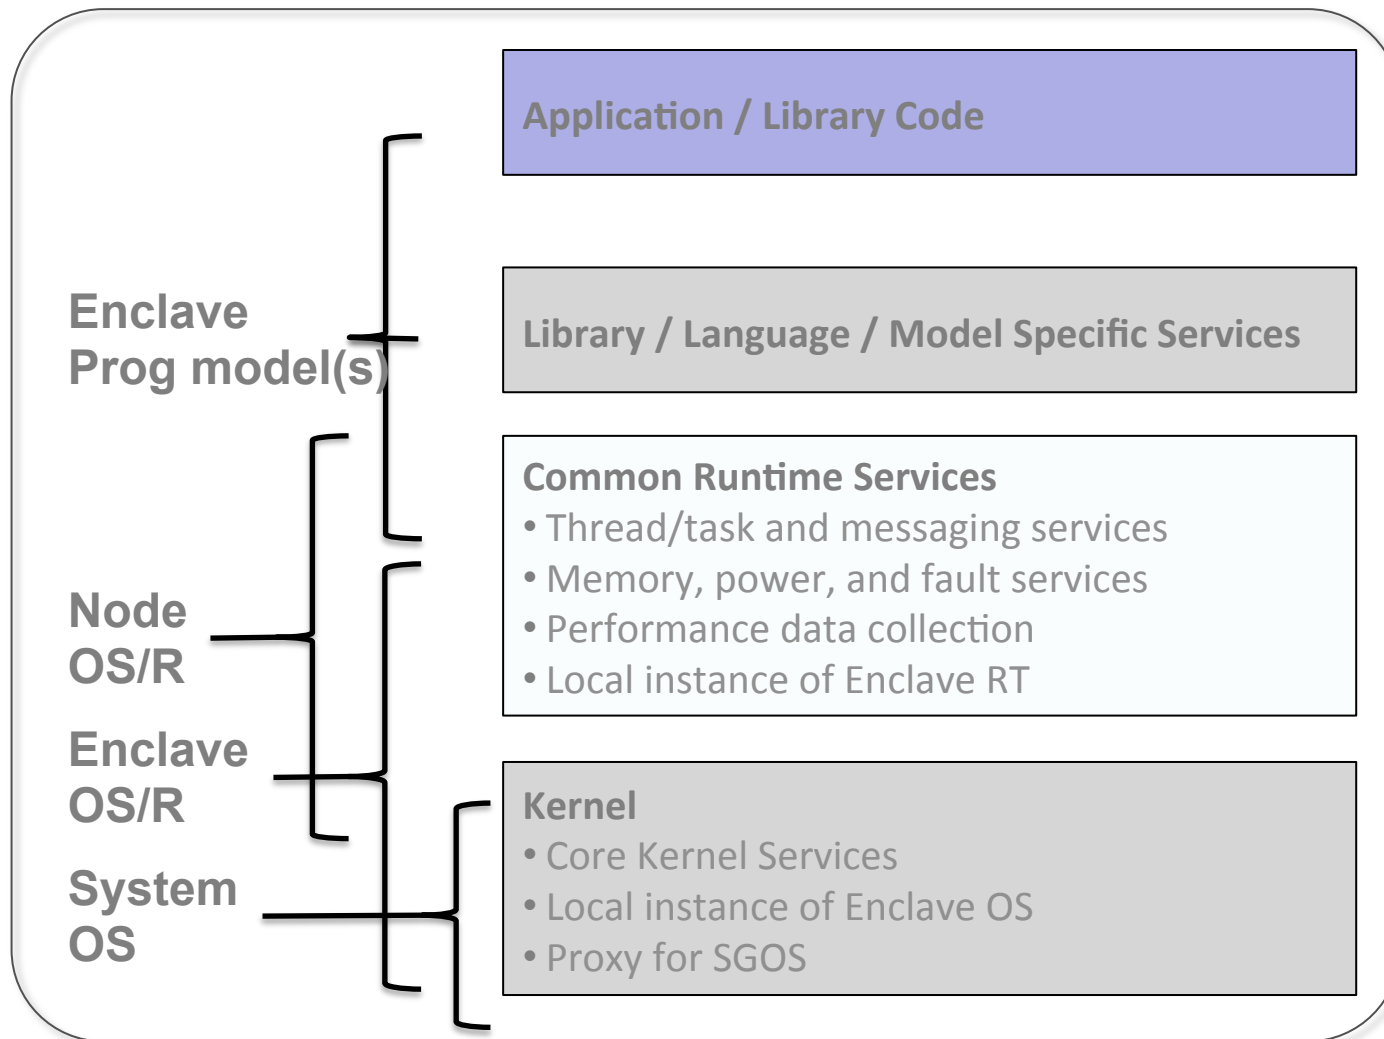 Application / Library Code
Enclave
Prog model(s)
Library / Language / Model Specific Services
Common Runtime Services
• Thread/task and messaging services
• Memory, power, and fault services
• Performance data collection
• Local instance of Enclave RT
Node
OS/R
Enclave
OS/R
System
OS
Kernel
• Core Kernel Services
• Local instance of Enclave OS
• Proxy for SGOS